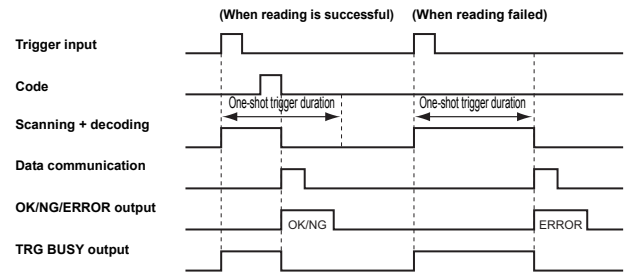 (When reading is successful) (When reading failed)
Trigger input
Code
One-shot trigger duration One-shot trigger duration
Scanning + decoding
Data communication
OK/NG/ERROR output
OK/NG ERROR
TRG BUSY output